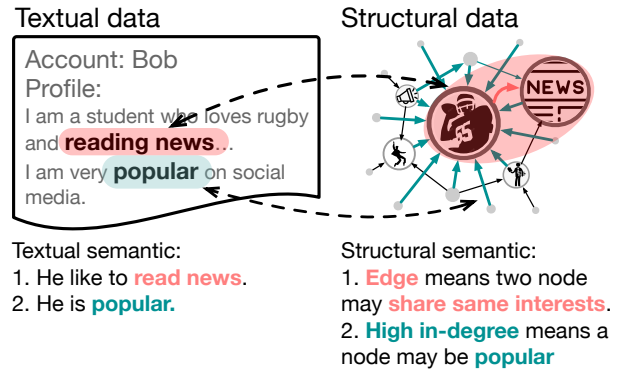 Textual data
Account: Bob
Profile:
I am a student who loves rugby
and reading news...
I am very popular on social
media.
Textual semantic:
1. He like to read news.
2. He is popular.
Structural data
NEWS
55
Structural semantic:
1. Edge means two node
may share same interests.
2. High in-degree means a
node may be popular